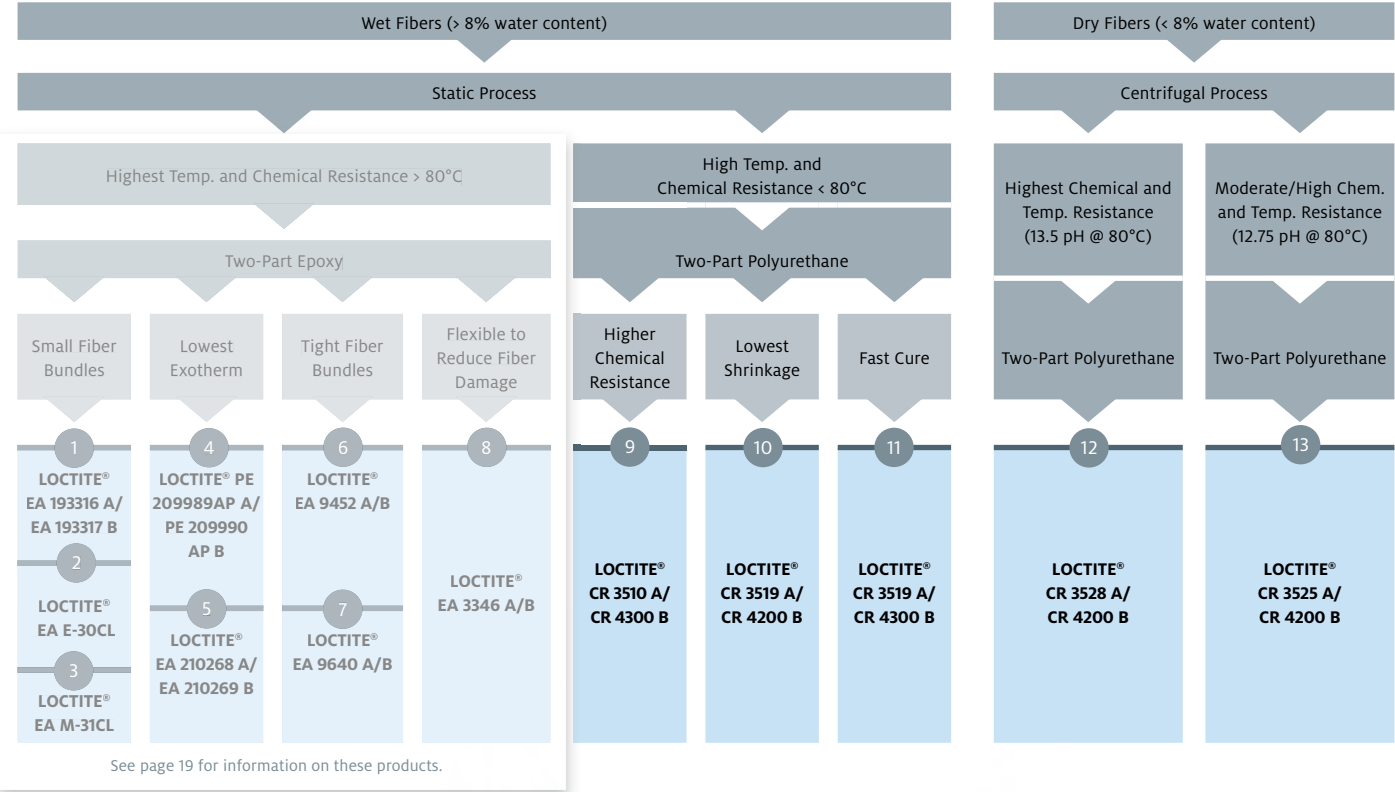 Wet Fibers (> 8% water content)
Static Process
Highest Temp. and Chemical Resistance > 80°C
Two-Part Epoxy
Small Fiber
Bundles
1
LOCTITE®
EA 193316 A/
EA 193317 B
2
LOCTITE®
EA E-30CL
3
LOCTITE®
EA M-31CL
Lowest
Exotherm
4
LOCTITE® PE
209989AP A/
PE 209990
AP B
5
LOCTITE®
EA 210268 A/
EA 210269 B
Tight Fiber
Bundles
6
LOCTITE®
EA 9452 A/B
7
LOCTITE®
EA 9640 A/B
Flexible to
Reduce Fiber
Damage
8
LOCTITE®
EA 3346 A/B
See page 19 for information on these products.
High Temp. and
Chemical Resistance < 80°C
Two-Part Polyurethane
Higher
Chemical
Resistance
9
LOCTITE®
CR 3510 A/
CR 4300 B
Lowest
Shrinkage
10
LOCTITE®
CR 3519 A/
CR 4200 B
Fast Cure
11
LOCTITE®
CR 3519 A/
CR 4300 B
Dry Fibers (< 8% water content)
Centrifugal Process
Highest Chemical and
Temp. Resistance
(13.5 pH @ 80°C)
Two-Part Polyurethane
12
LOCTITE®
CR 3528 A/
CR 4200 B
Moderate/High Chem.
and Temp. Resistance
(12.75 pH @ 80°C)
Two-Part Polyurethane
13
LOCTITE®
CR 3525 A/
CR 4200 B